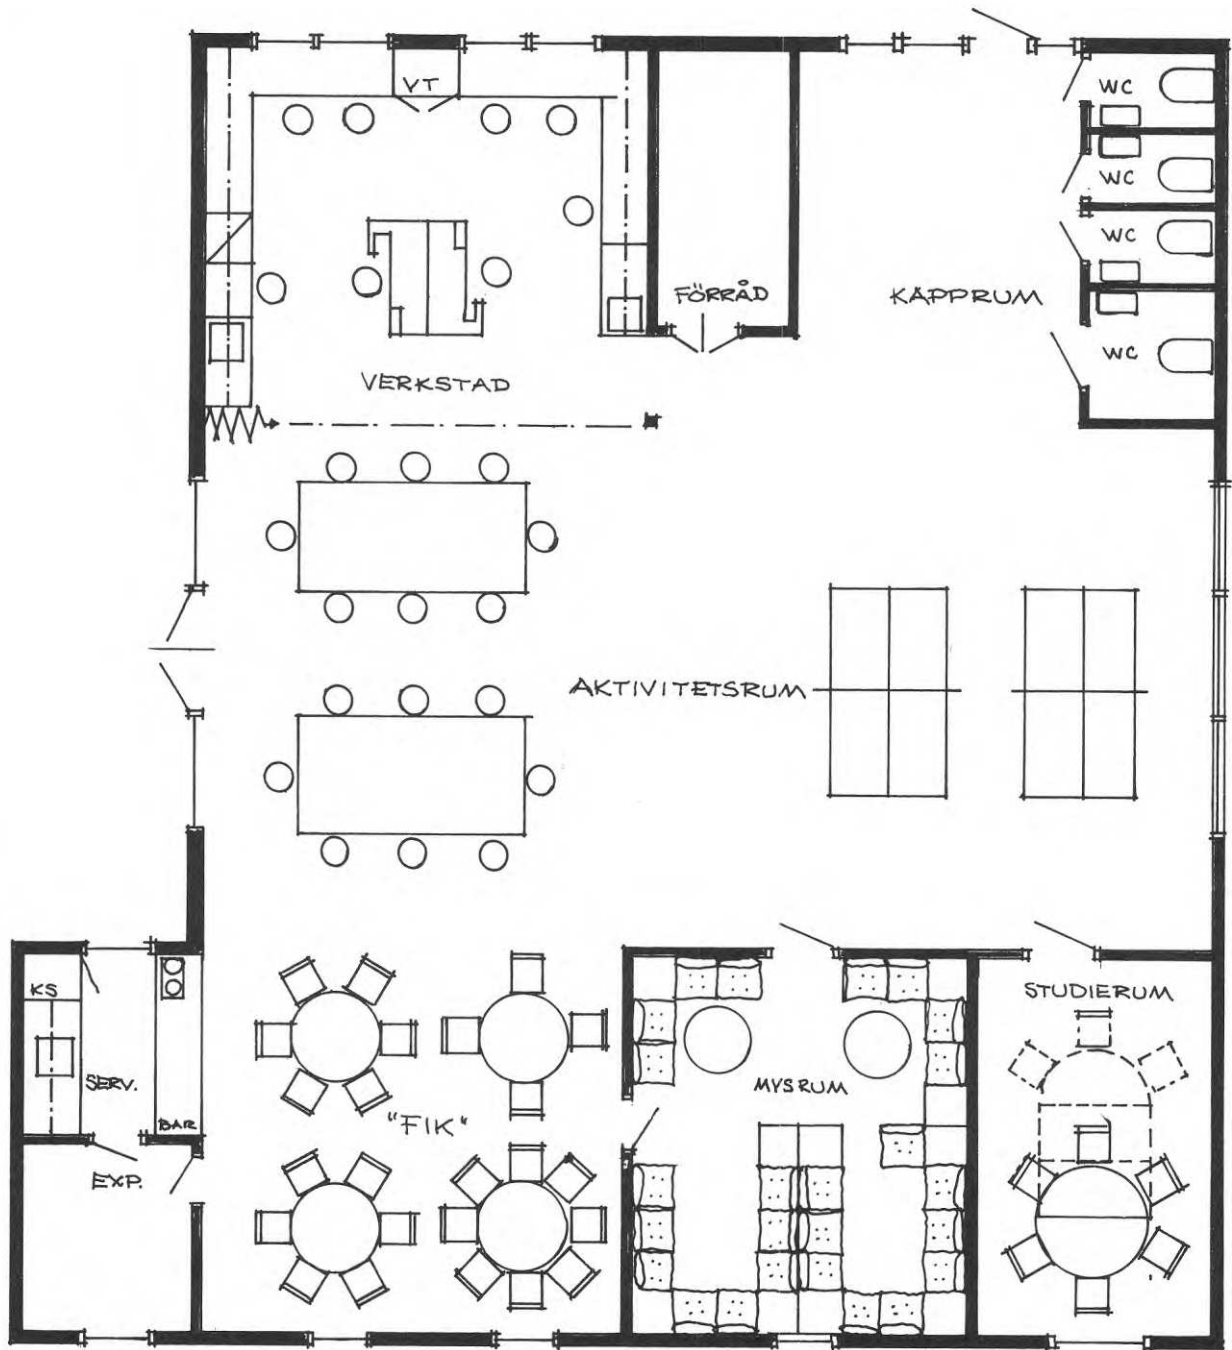 VT
WC
WC
WC
WC
FÖRRÅD
KAPPRUM
VERKSTAD
AKTIVITETSRUM
KS
SERV.
BAR
EXP.
"FIK"
MYSRUM
STUDIERUM